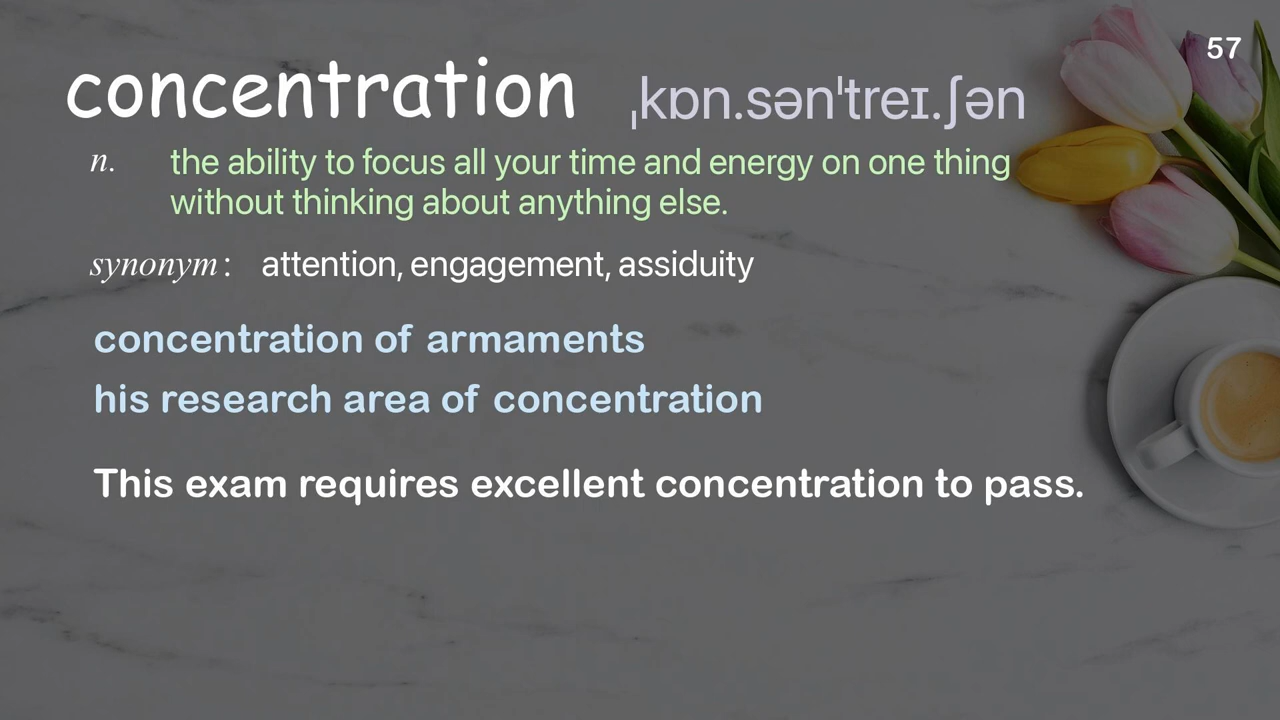 57
concentration ˌkɒn.sənˈtreɪ.ʃən
n. the ability to focus all your time and energy on one thing
without thinking about anything else.
synonym : attention, engagement, assiduity
concentration of armaments
his research area of concentration
This exam requires excellent concentration to pass.